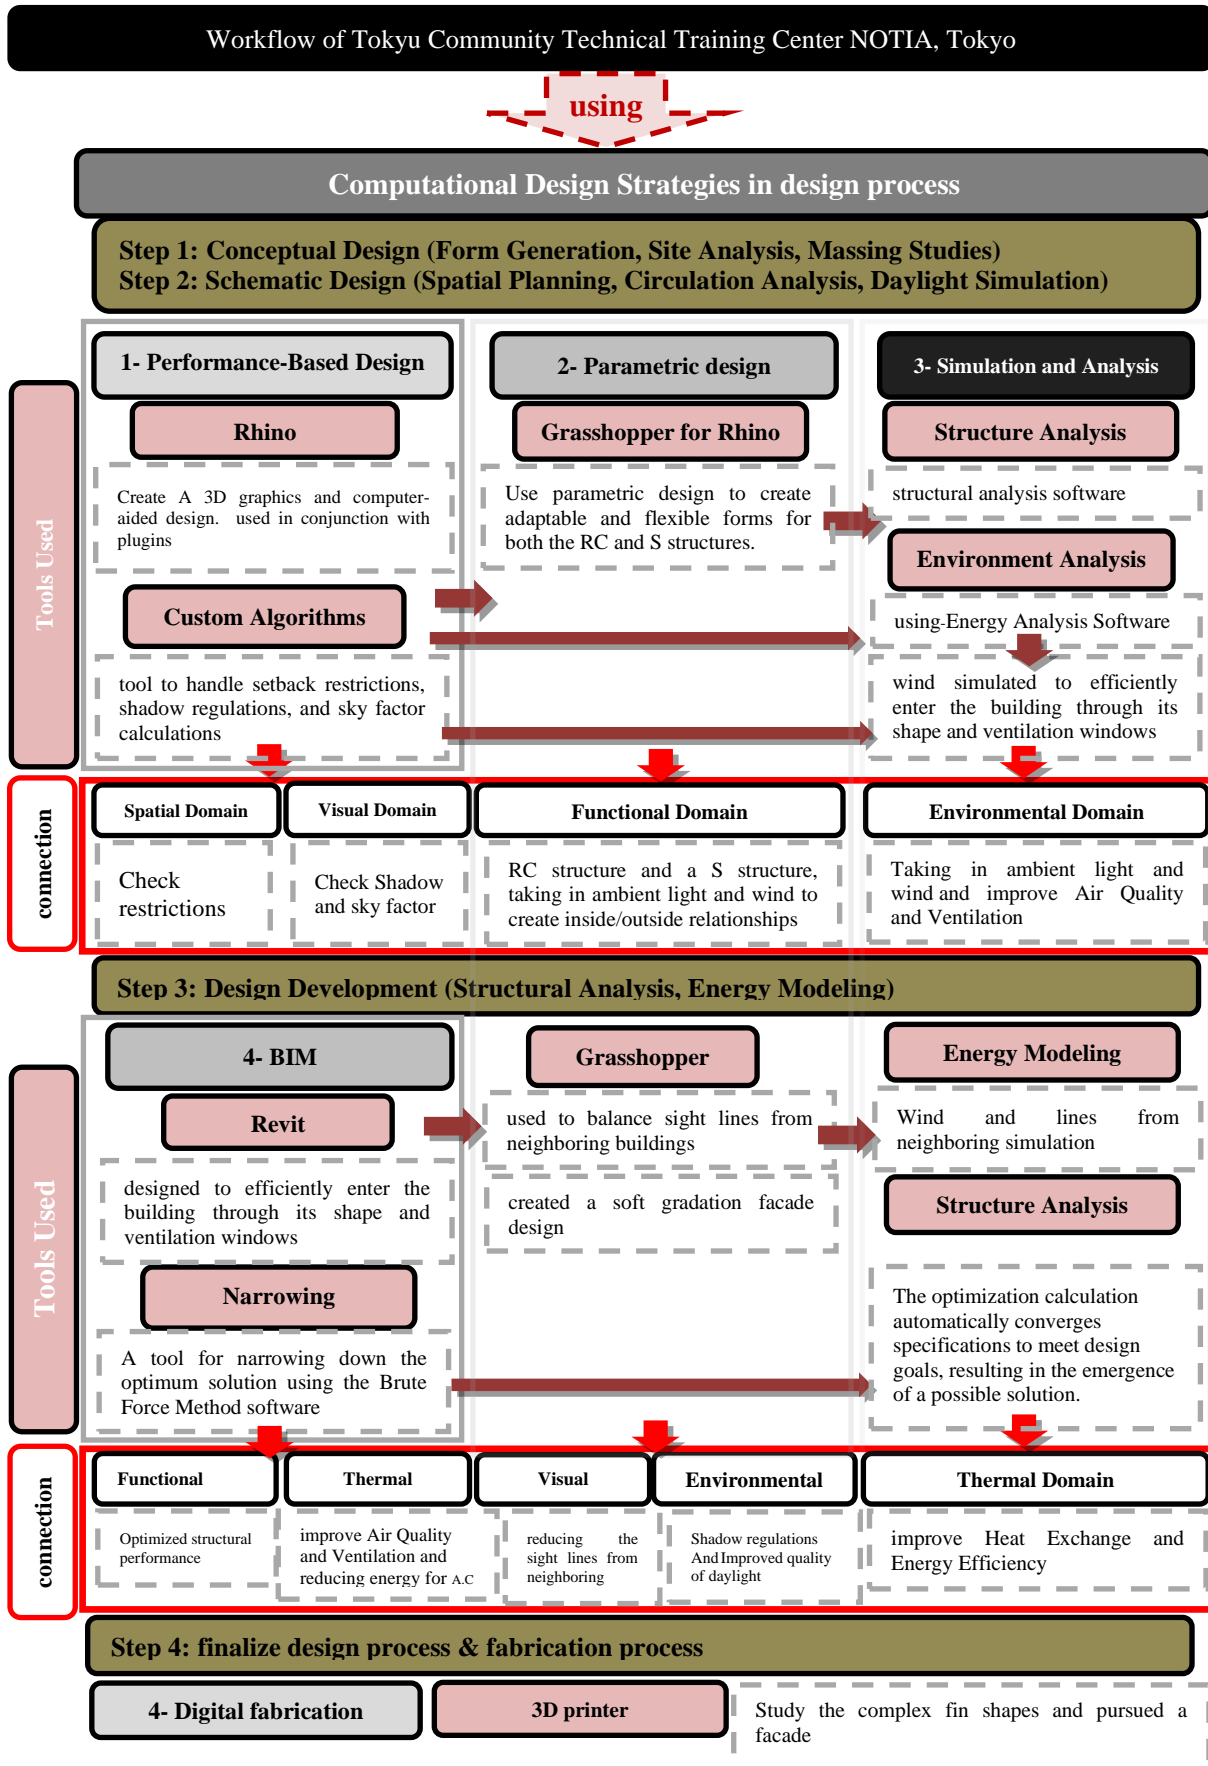 Workflow of Tokyu Community Technical Training Center NOTIA, Tokyo
using
Computational Design Strategies in design process
Step 1: Conceptual Design (Form Generation, Site Analysis, Massing Studies)
Step 2: Schematic Design (Spatial Planning, Circulation Analysis, Daylight Simulation)
Tools Used
1- Performance-Based Design
Rhino
Create A 3D graphics and computer-
aided design. used in conjunction with
plugins
Custom Algorithms
tool to handle setback restrictions,
shadow regulations, and sky factor
calculations
2- Parametric design
Grasshopper for Rhino
Use parametric design to create
adaptable and flexible forms for
both the RC and S structures.
3- Simulation and Analysis
Structure Analysis
structural analysis software
Environment Analysis
using-Energy Analysis Software
wind simulated to efficiently
enter the building through its
shape and ventilation windows
connection
Spatial Domain
Check
restrictions
Visual Domain
Check Shadow
and sky factor
Functional Domain
RC structure and a S structure,
taking in ambient light and wind to
create inside/outside relationships
Environmental Domain
Taking in ambient light and
wind and improve Air Quality
and Ventilation
Step 3: Design Development (Structural Analysis, Energy Modeling)
Tools Used
4- BIM
Revit
designed to efficiently enter the
building through its shape and
ventilation windows
Narrowing
A tool for narrowing down the
optimum solution using the Brute
Force Method software
Grasshopper
used to balance sight lines from
neighboring buildings
created a soft gradation facade
design
Energy Modeling
Wind and lines from
neighboring simulation
Structure Analysis
The optimization calculation
automatically converges
specifications to meet design
goals, resulting in the emergence
of a possible solution.
connection
Functional
Optimized structural
performance
Thermal
improve Air Quality
and Ventilation and
reducing energy for A.C
Visual
reducing the
sight lines from
neighboring
Environmental
Shadow regulations
And Improved quality
of daylight
Thermal Domain
improve Heat Exchange and
Energy Efficiency
Step 4: finalize design process & fabrication process
4- Digital fabrication
3D printer
Study the complex fin shapes and pursued a
facade